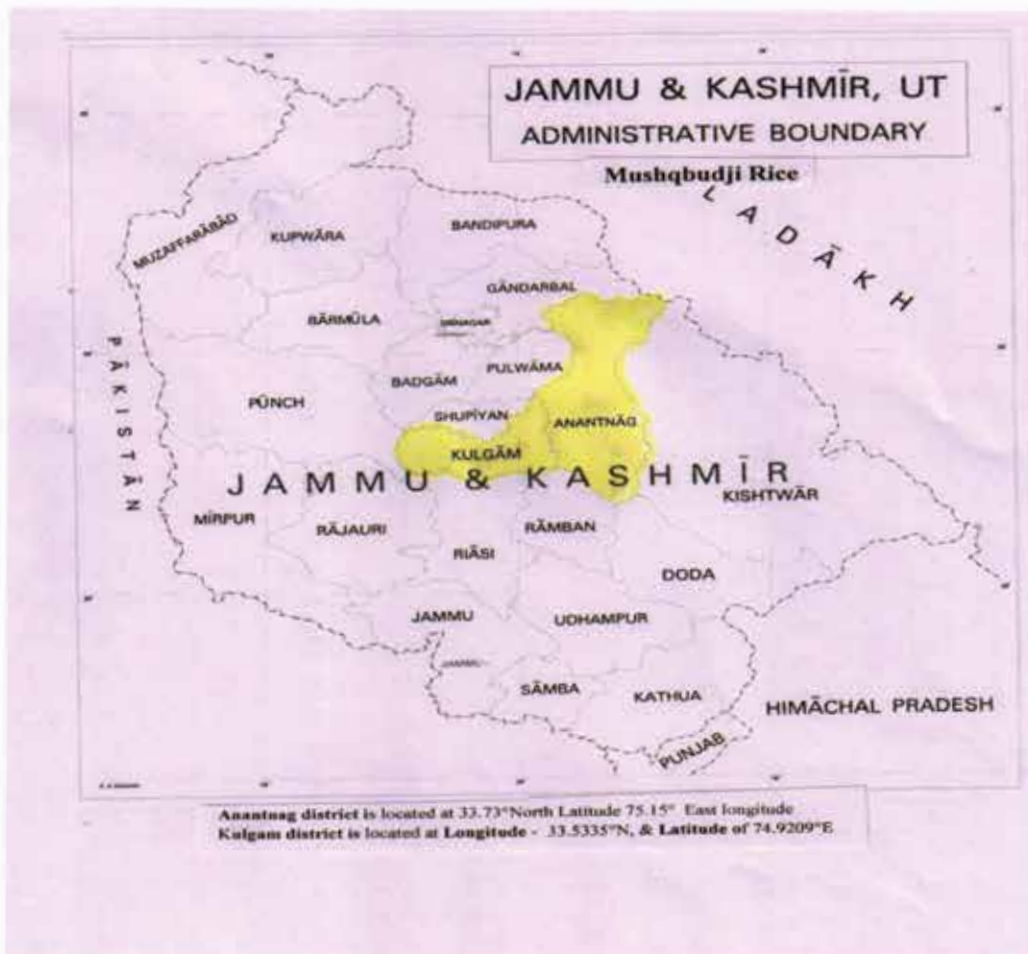 JAMMU & KASHMĪR, UT
ADMINISTRATIVE BOUNDARY
Mushqbudji Rice
LADĀKH
MUZAFFARĀBĀD
KUPWĀRA
BANDIPURA
GĀNDARBAL
BĀRMŪLA
SRINAGAR
PĀKISTĀN
BADGĀM
PULWĀMA
PŪNCH
SHUPĪYAN
ANANTNĀG
KULGĀM
JAMMU & KASHMĪR
KISHTWĀR
MĪRPUR
RĀJAURI
RĀMBAN
RIĀSI
DODA
JAMMU
UDHAMPUR
JAMMU
SĀMBA
KATHUA
HIMĀCHAL PRADESH
PUNJAB
Anantnag district is located at 33.73°North Latitude 75.15° East longitude
Kulgam district is located at Longitude - 33.5335°N, & Latitude of 74.9209°E